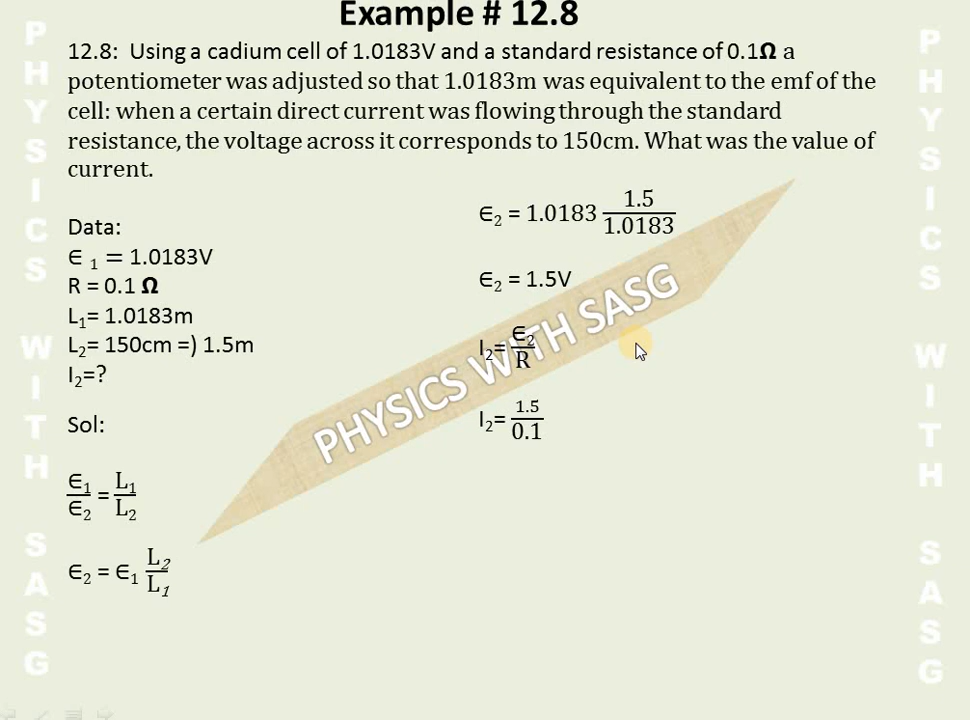 Example # 12.8
12.8: Using a cadium cell of 1.0183V and a standard resistance of 0.1Ω a
potentiometer was adjusted so that 1.0183m was equivalent to the emf of the
cell: when a certain direct current was flowing through the standard
resistance, the voltage across it corresponds to 150cm. What was the value of
current.
Data:
∈ ₁ = 1.0183V
R = 0.1 Ω
L₁= 1.0183m
L₂= 150cm =) 1.5m
I₂=?
Sol:
∈₁/∈₂ = L₁/L₂
∈₂ = ∈₁ L₂/L₁
∈₂ = 1.0183 1.5/1.0183
∈₂ = 1.5V
I₂= ∈₂/R
I₂= 1.5/0.1
PHYSICS WITH SASG
PHYSICS WITH SASG
PHYSICS WITH SASG